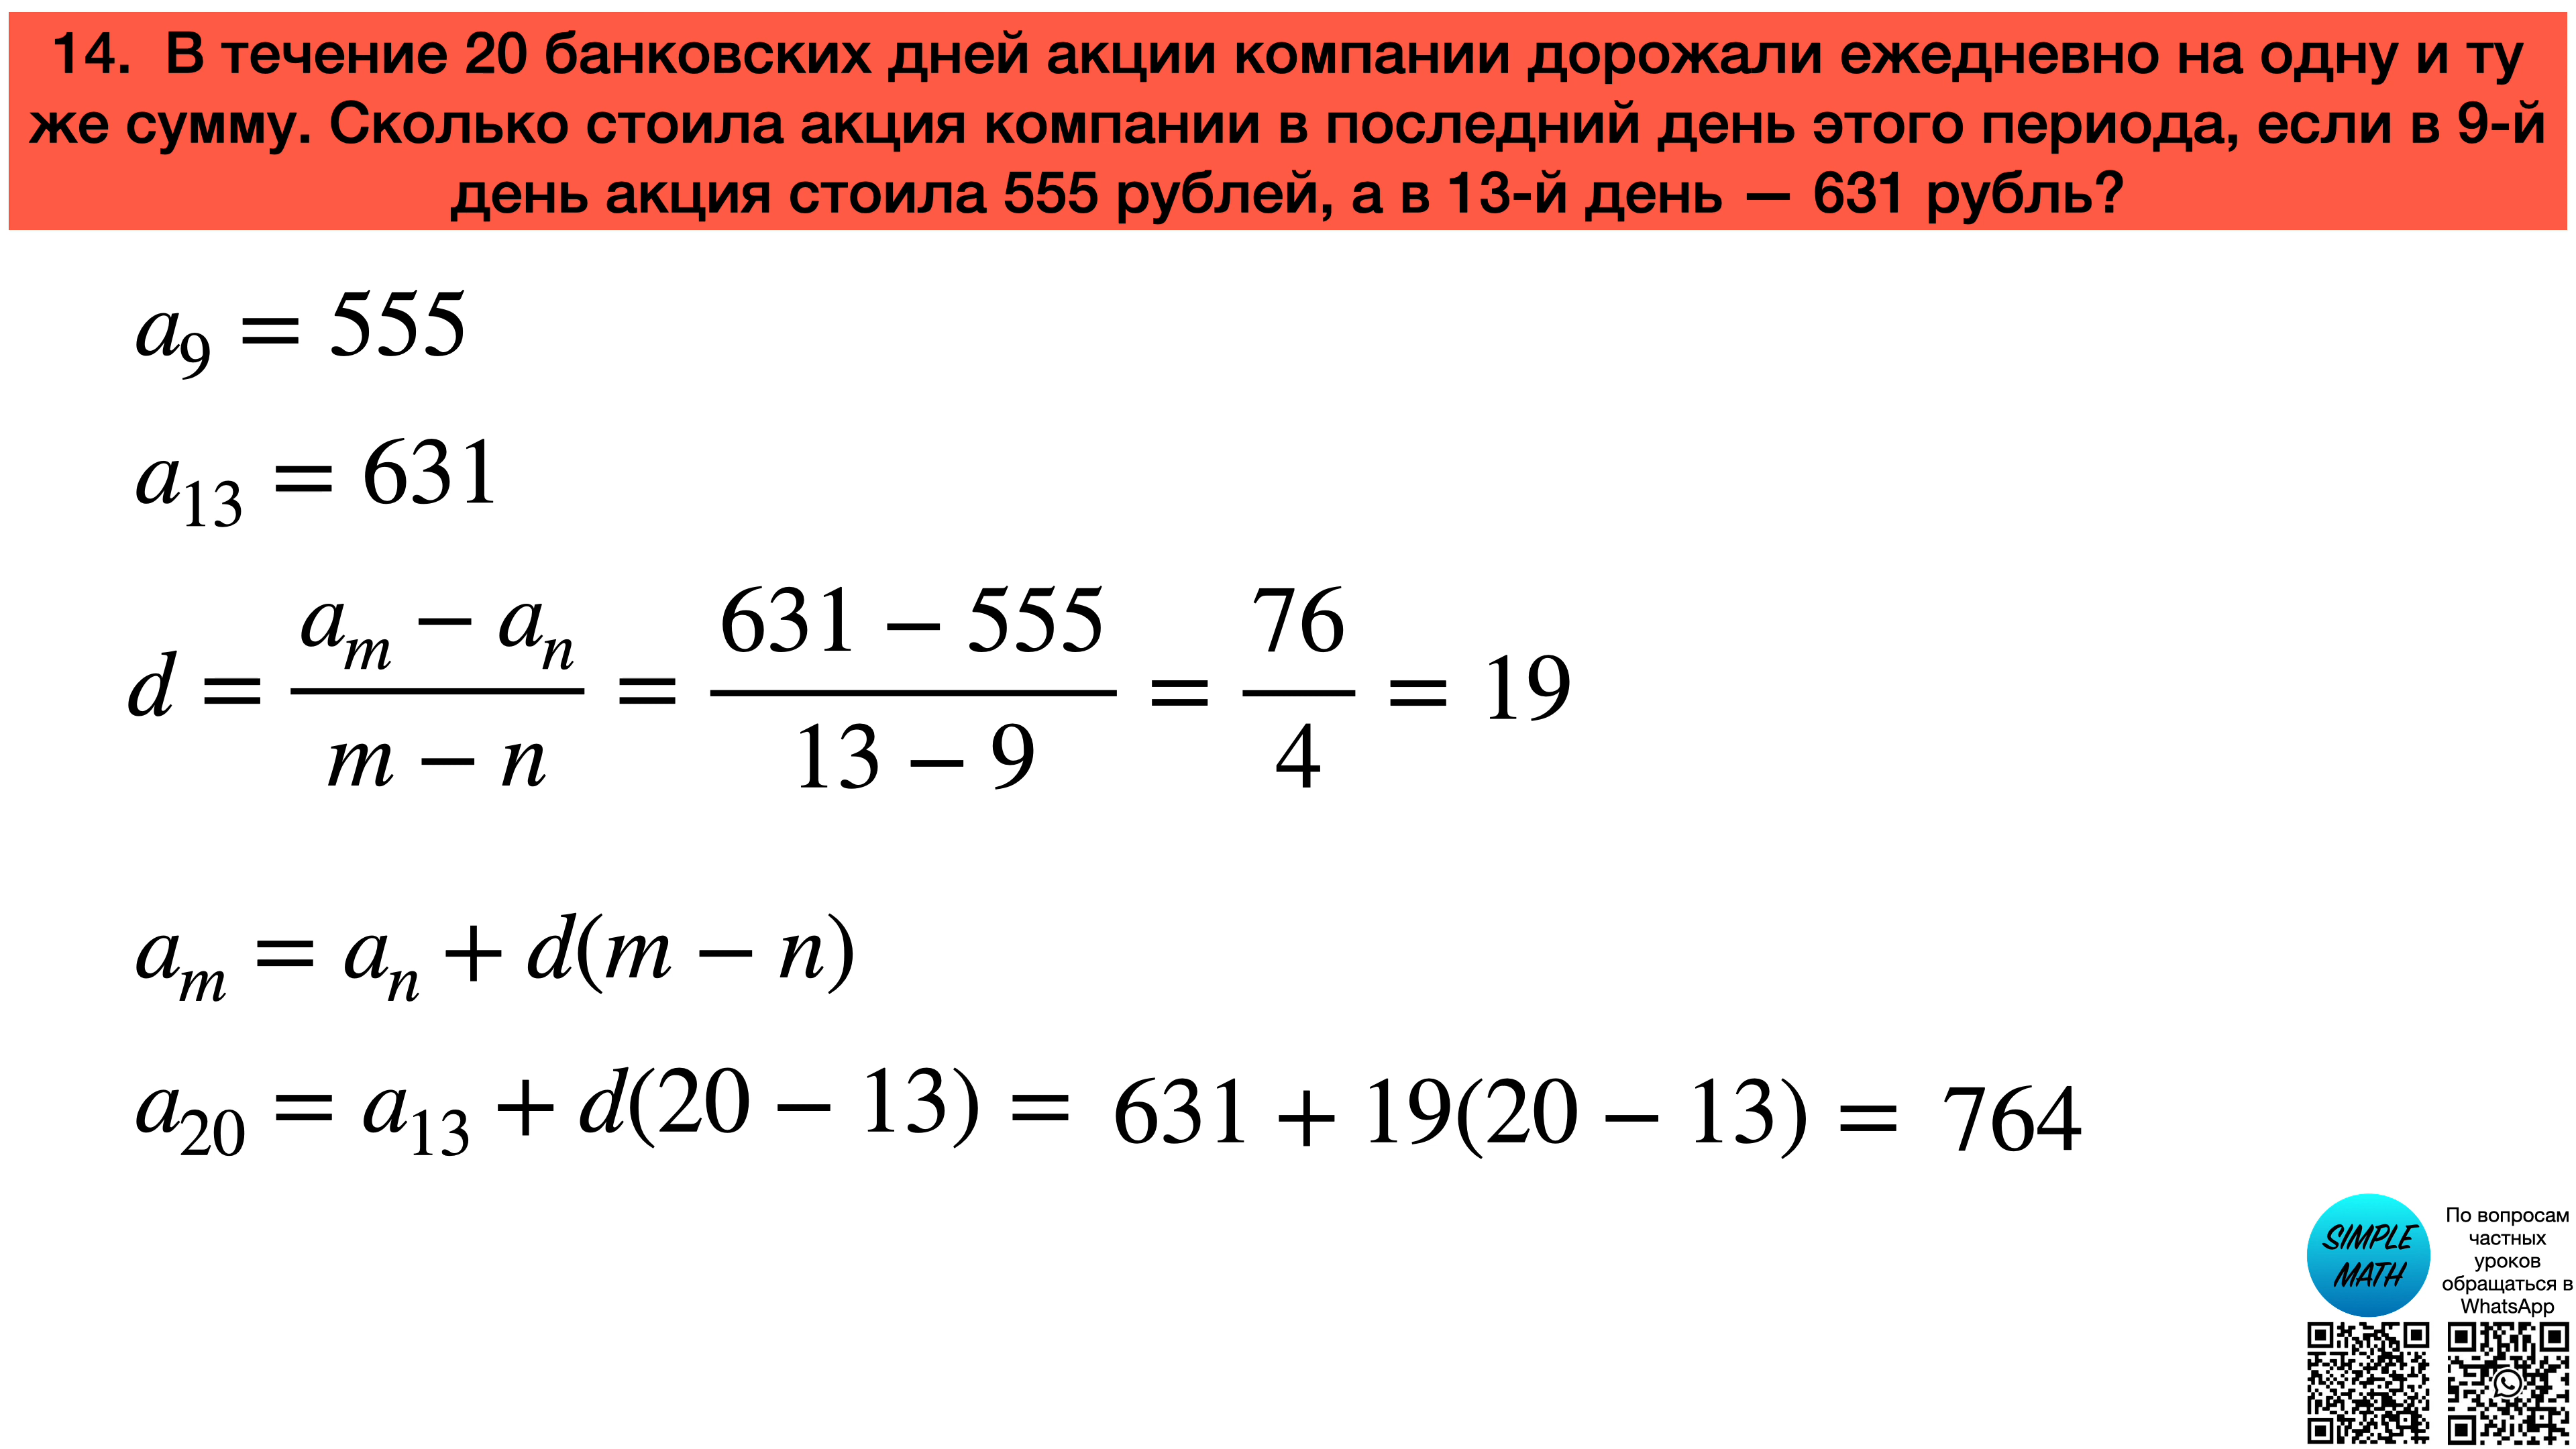 14. В течение 20 банковских дней акции компании дорожали ежедневно на одну и ту
же сумму. Сколько стоила акция компании в последний день этого периода, если в 9-й
день акция стоила 555 рублей, а в 13-й день — 631 рубль?
a₉ = 555
a₁₃ = 631
d = (aₘ − aₙ)/(m − n) = (631 − 555)/(13 − 9) = 76/4 = 19
aₘ = aₙ + d(m − n)
a₂₀ = a₁₃ + d(20 − 13) = 631 + 19(20 − 13) = 764
SIMPLE
MATH
По вопросам
частных
уроков
обращаться в
WhatsApp